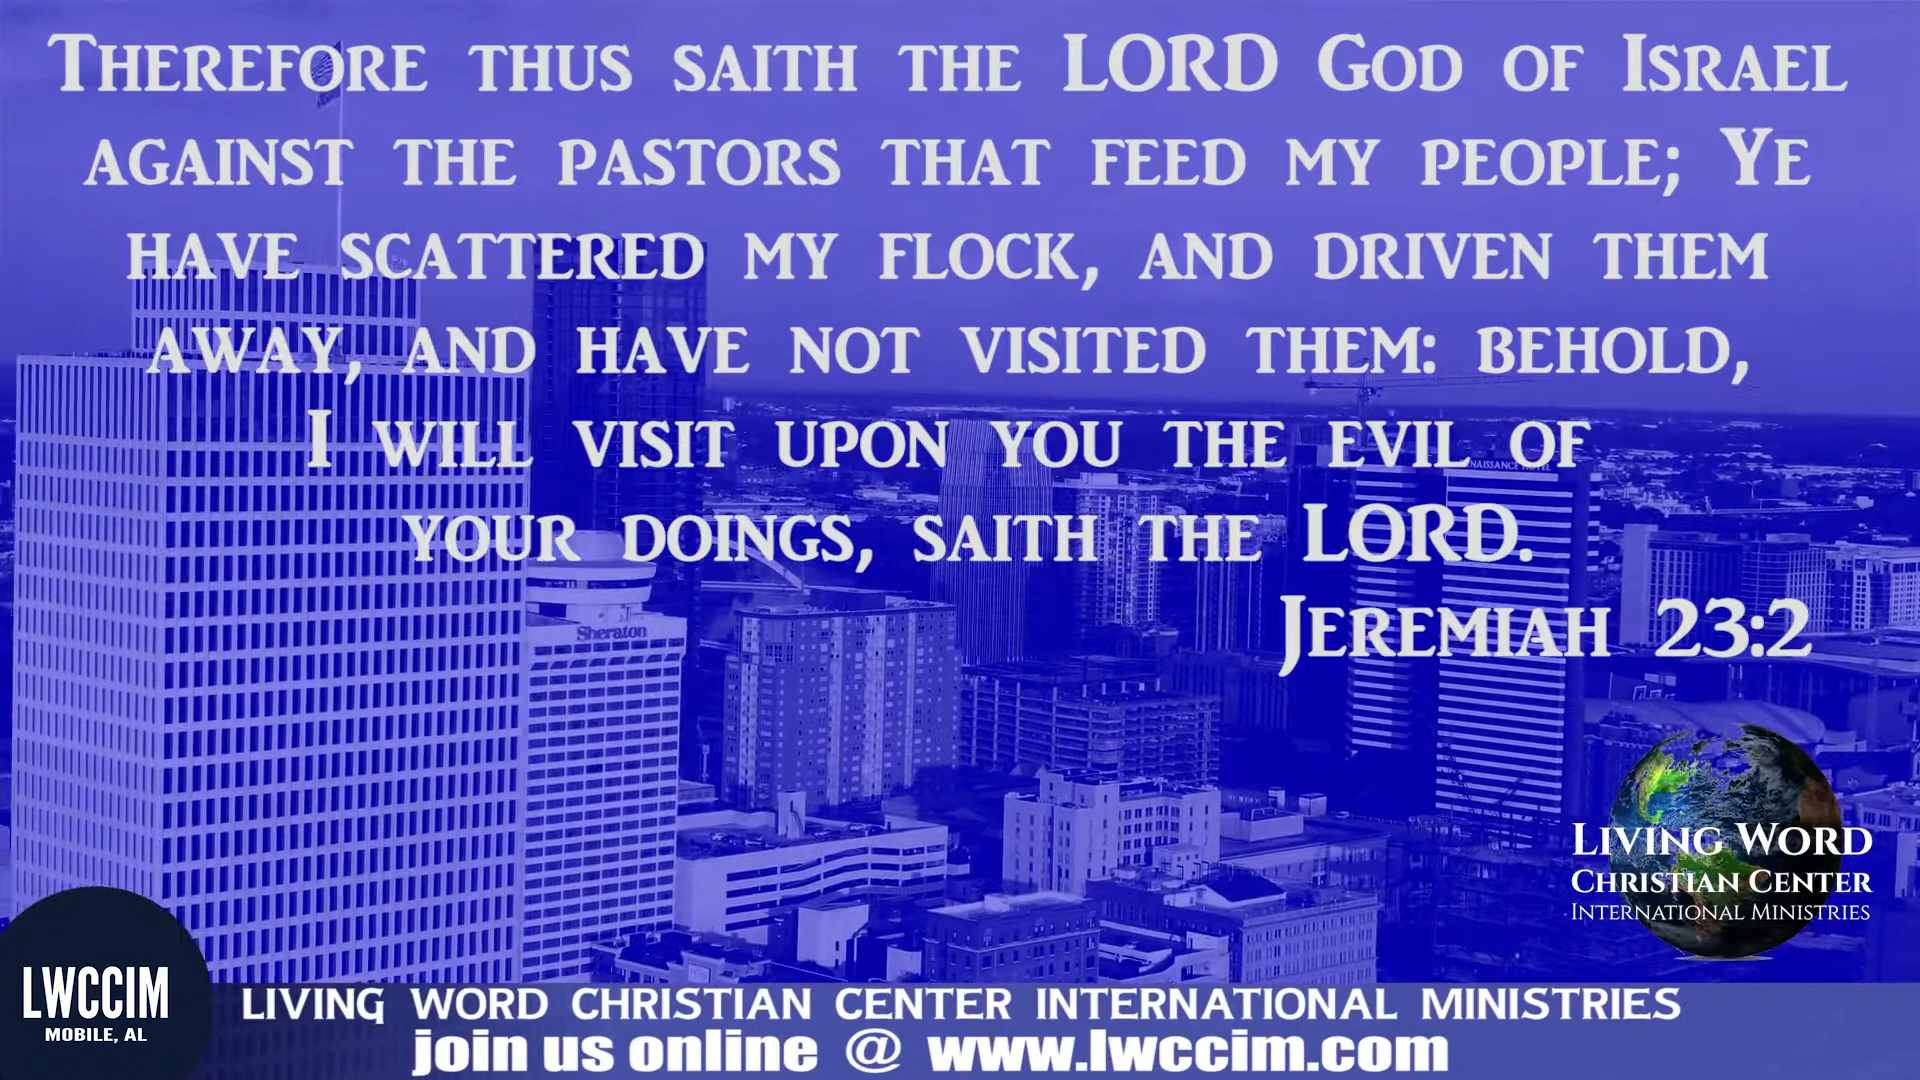 Therefore thus saith the LORD God of Israel
against the pastors that feed my people; Ye
have scattered my flock, and driven them
away, and have not visited them: behold,
I will visit upon you the evil of
your doings, saith the LORD.
Jeremiah 23:2
Sheraton
Living Word
Christian Center
International Ministries
LWCCIM
MOBILE, AL
LIVING WORD CHRISTIAN CENTER INTERNATIONAL MINISTRIES
join us online @ www.lwccim.com